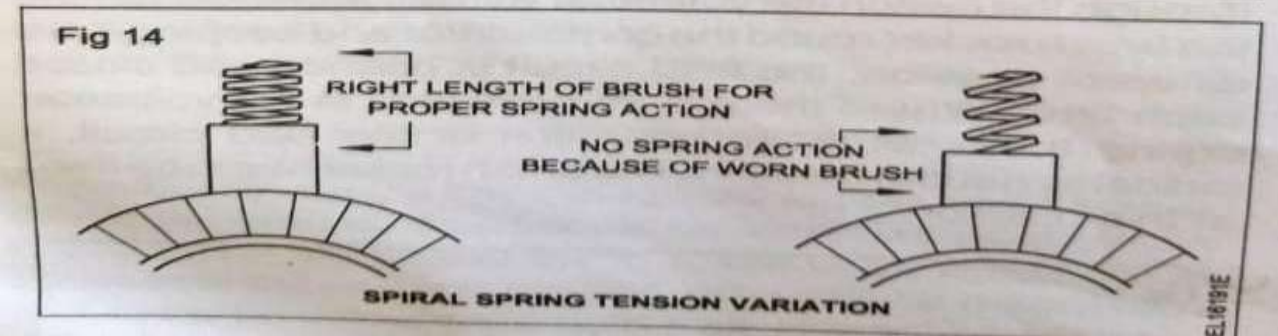 Fig 14
RIGHT LENGTH OF BRUSH FOR
PROPER SPRING ACTION
NO SPRING ACTION
BECAUSE OF WORN BRUSH
SPIRAL SPRING TENSION VARIATION
EL16191E